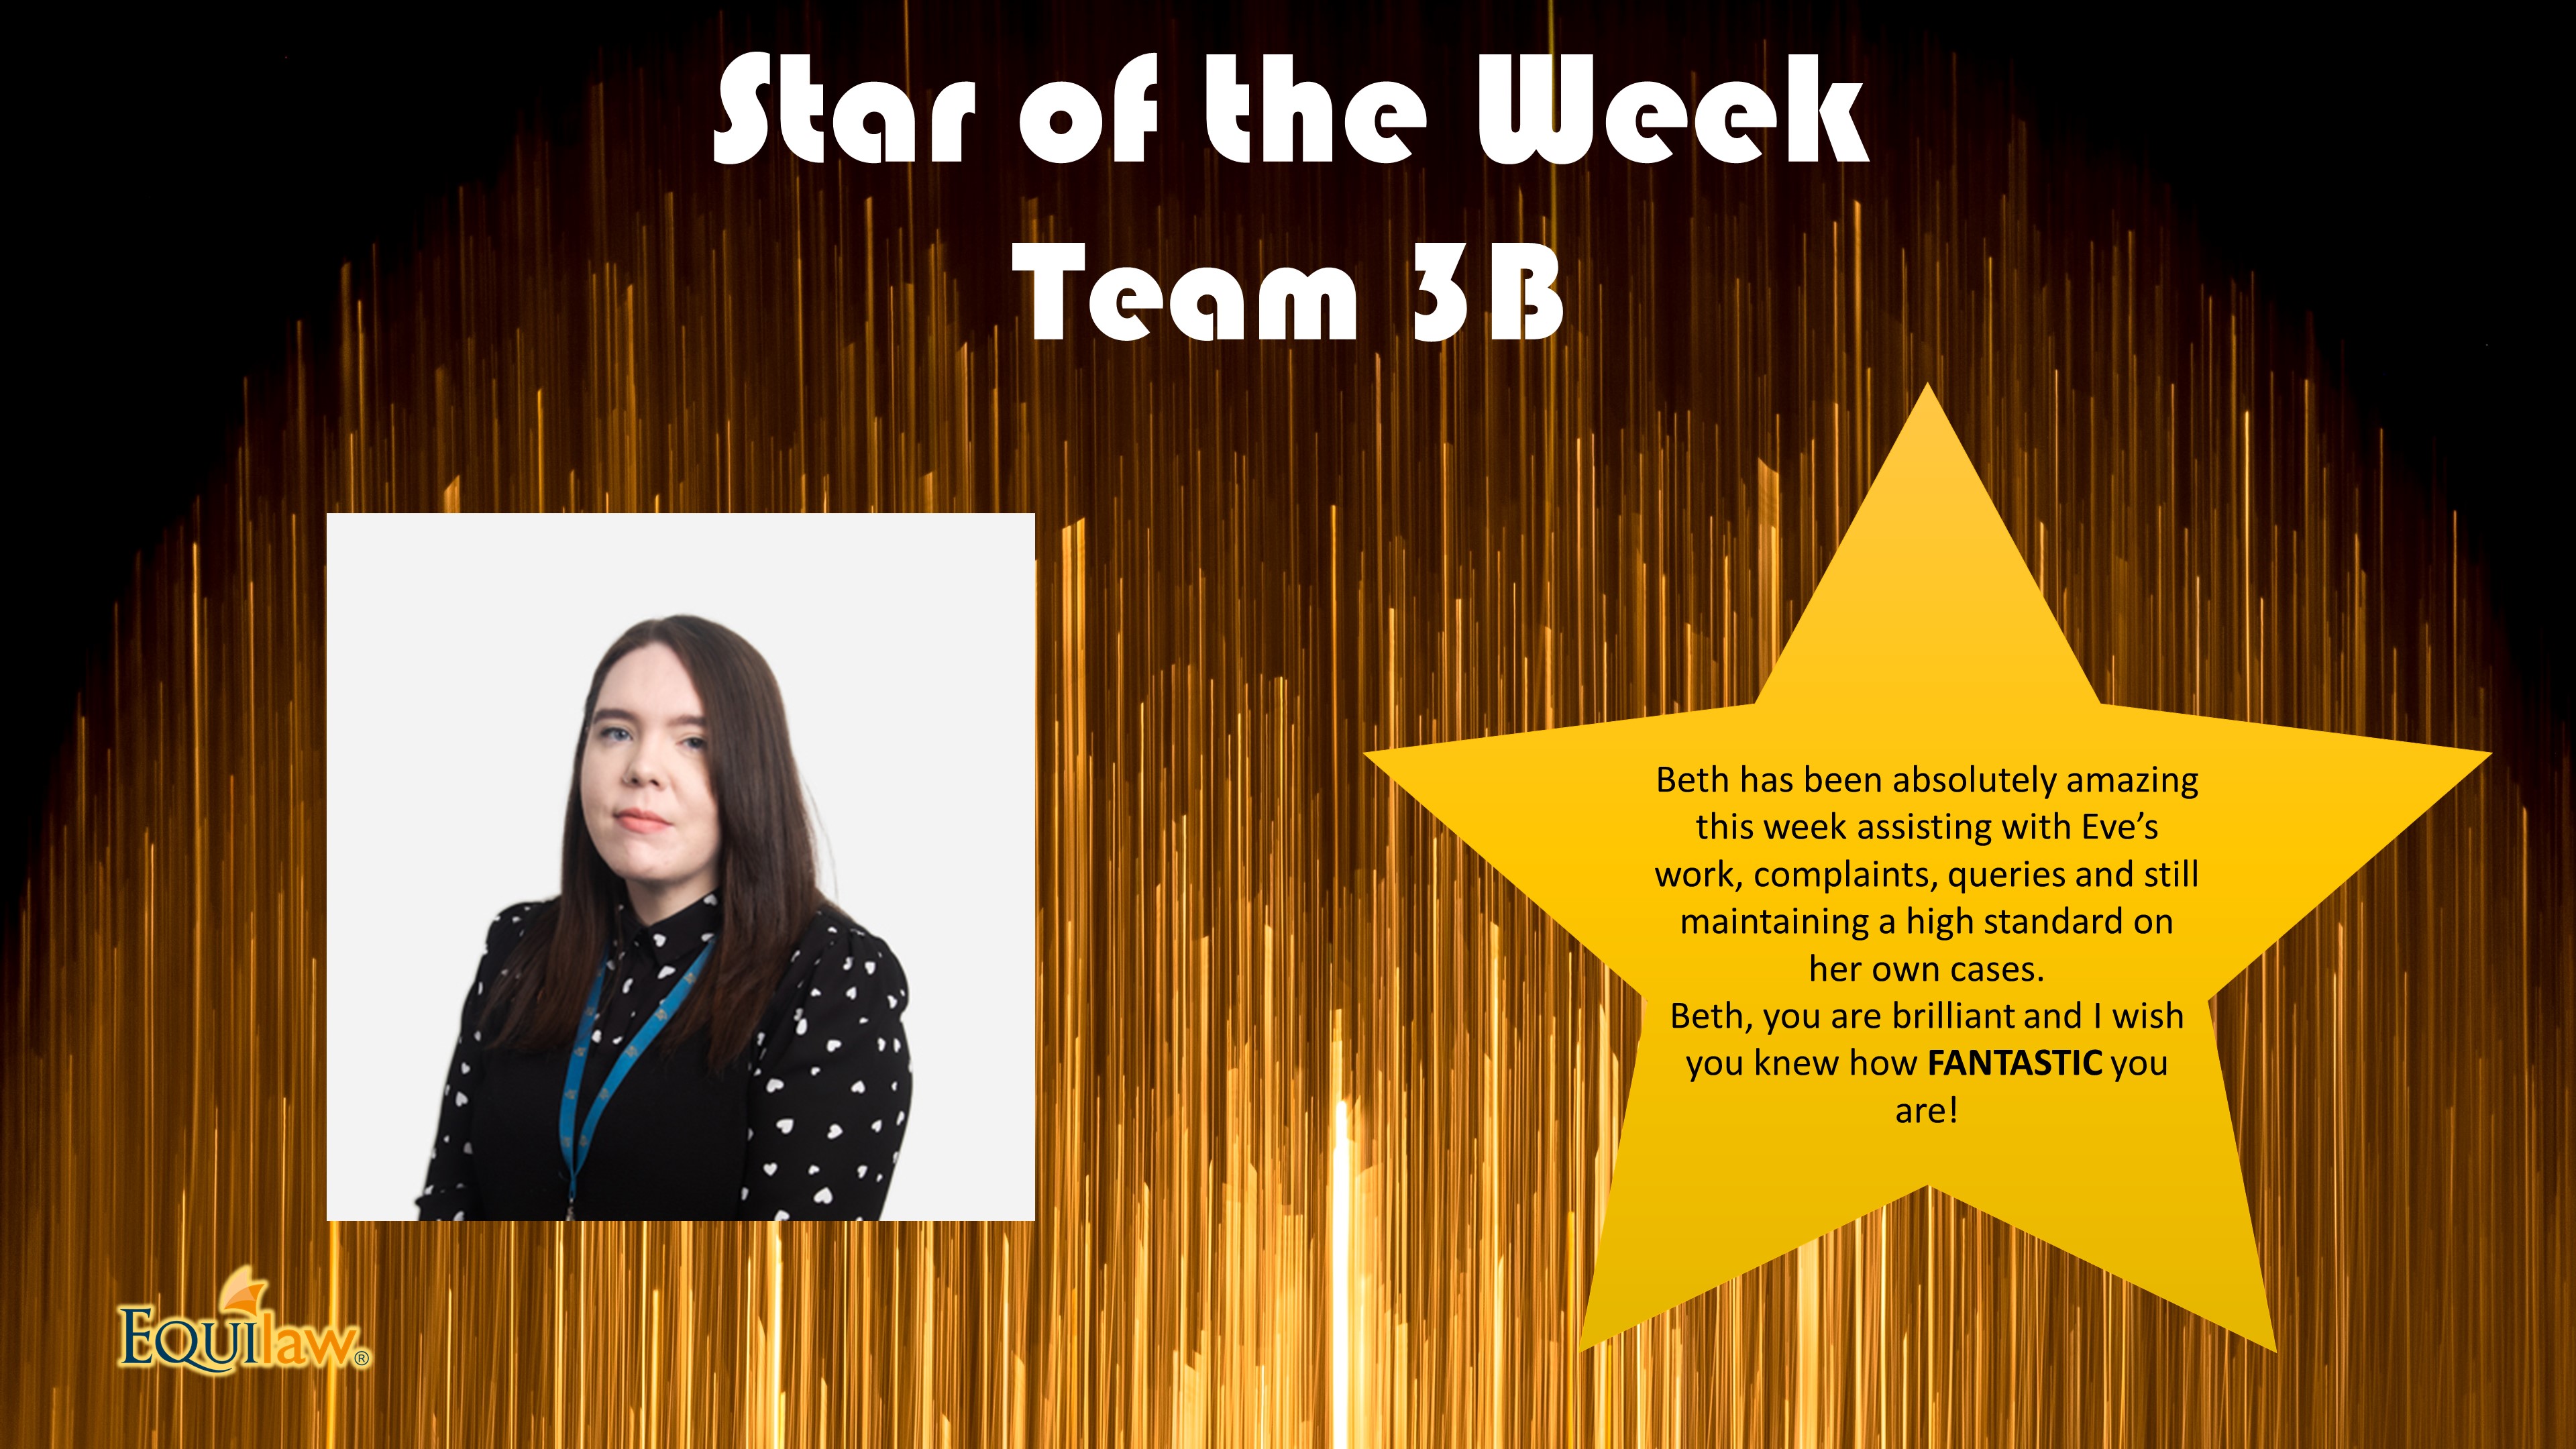 Star of the Week
Team 3B
Beth has been absolutely amazing
this week assisting with Eve’s
work, complaints, queries and still
maintaining a high standard on
her own cases.
Beth, you are brilliant and I wish
you knew how FANTASTIC you
are!
EQUIlaw®